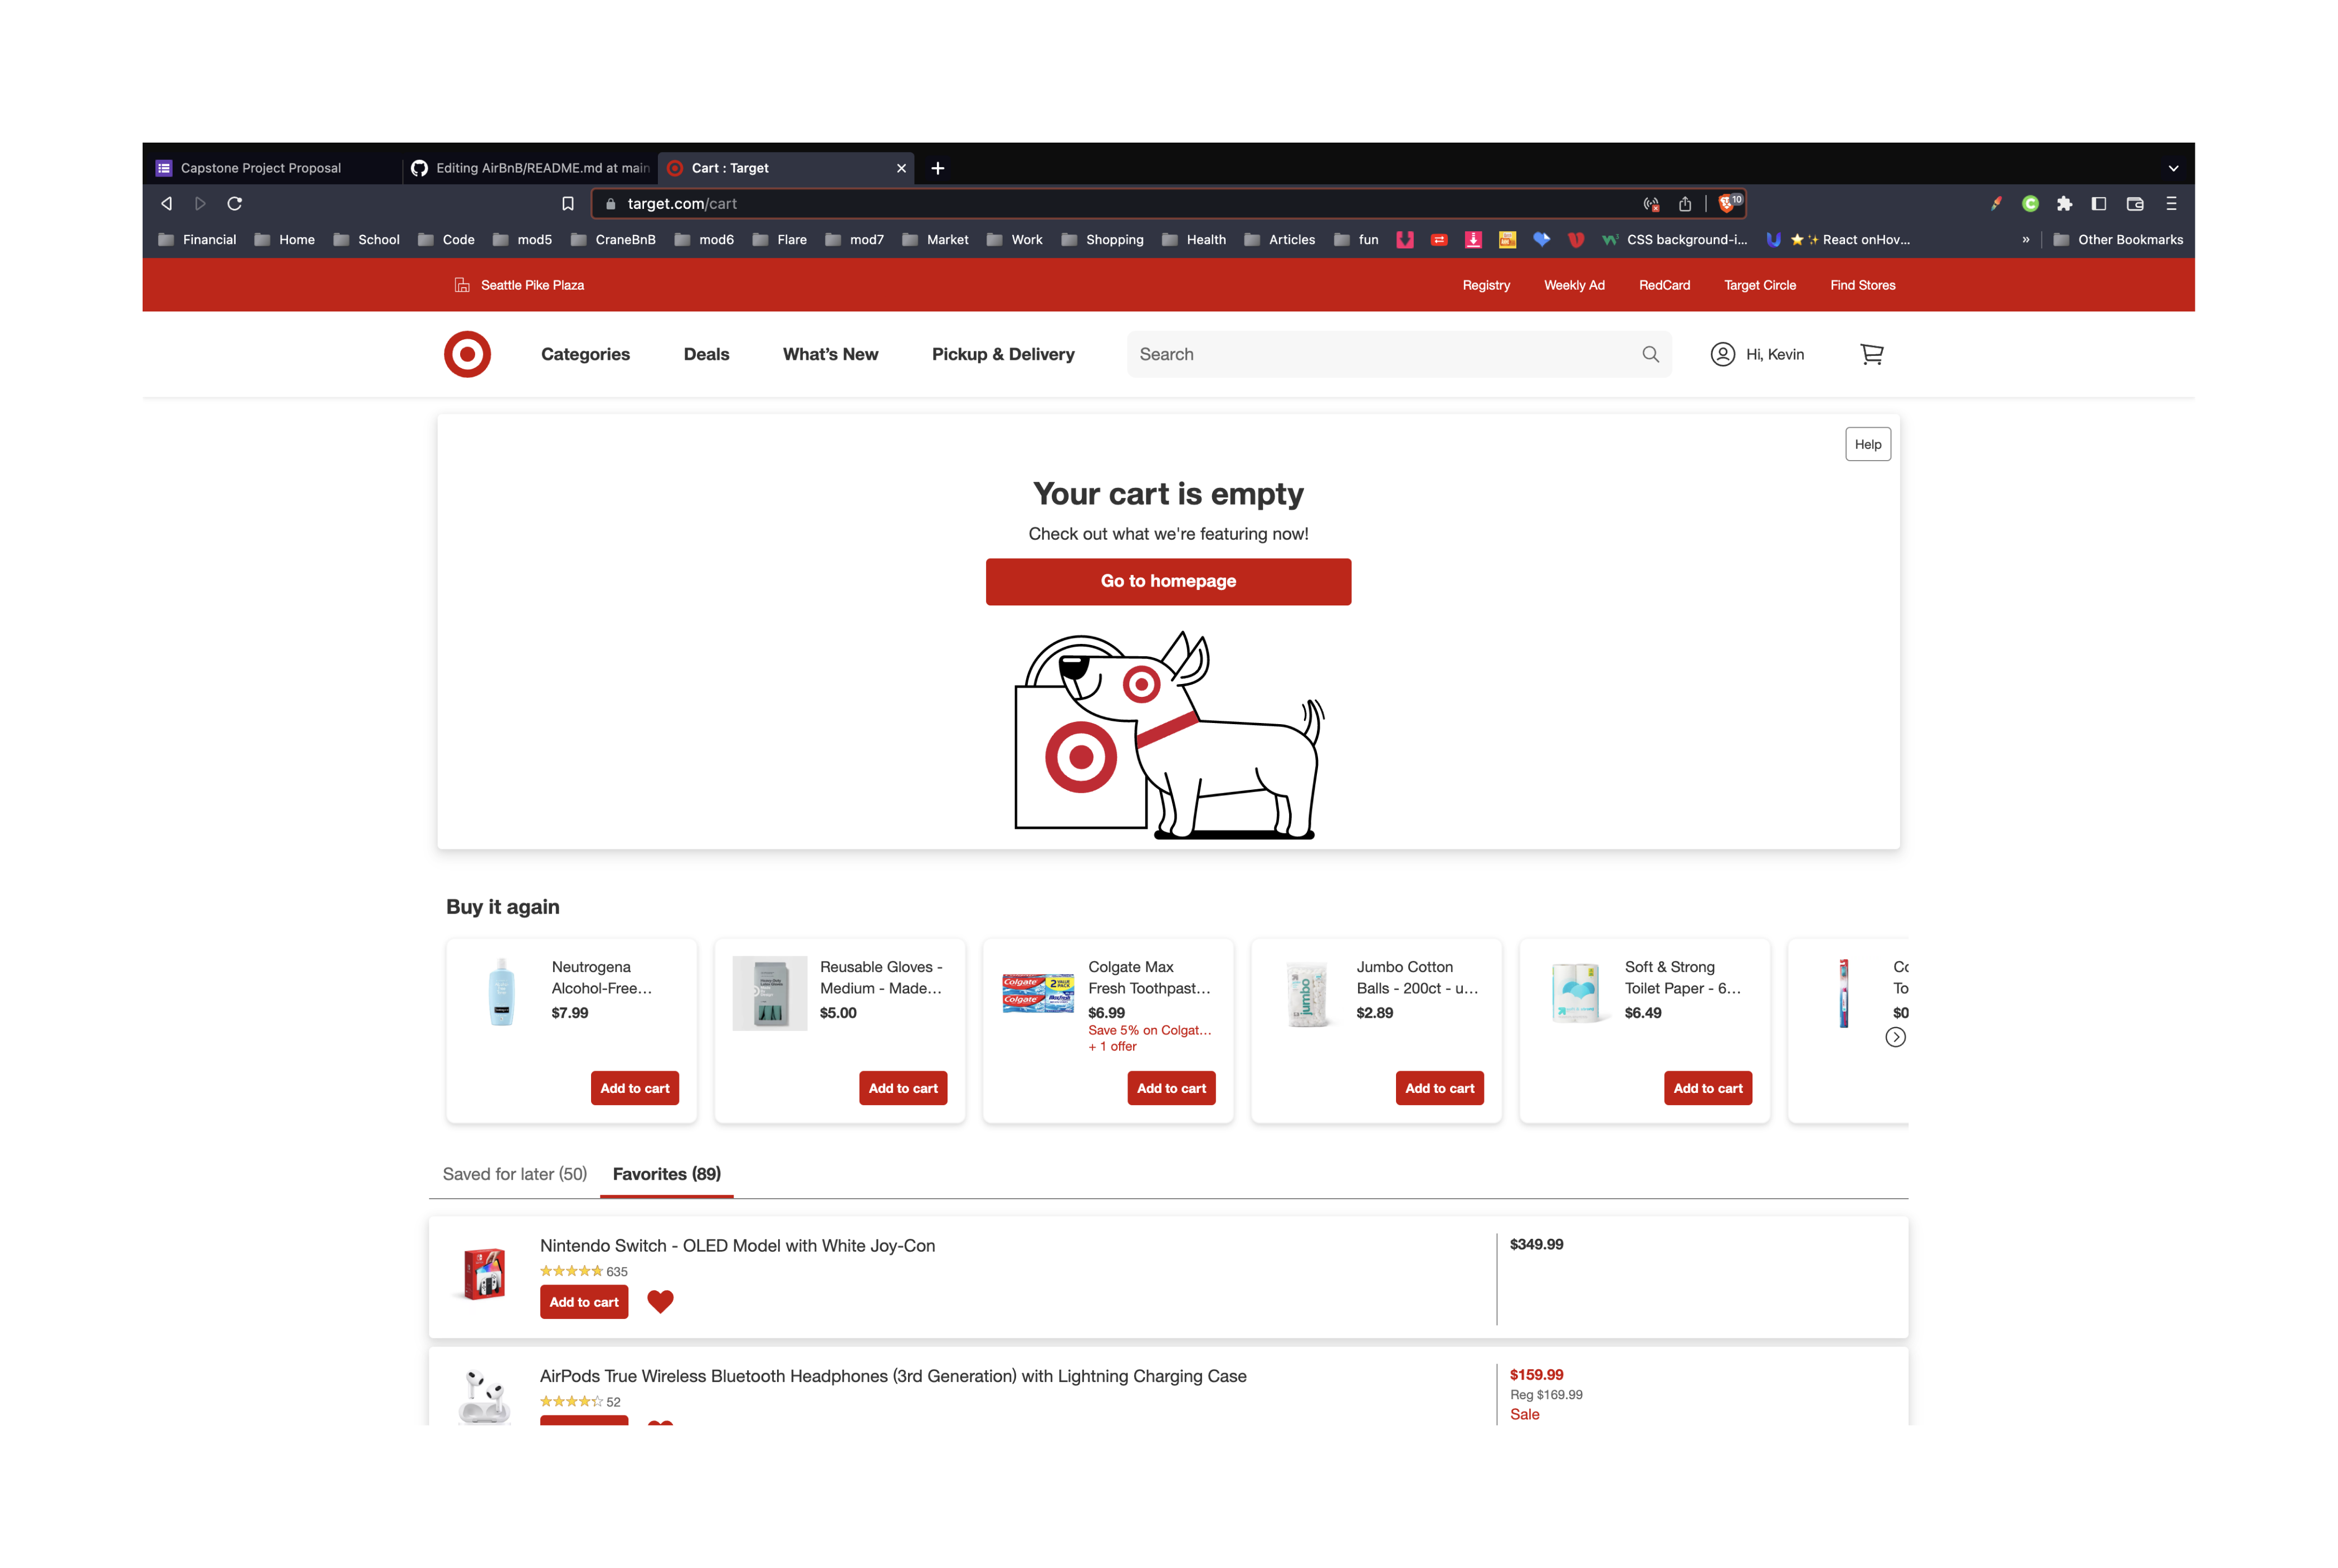 Capstone Project Proposal
Editing AirBnB/README.md at main
Cart : Target
target.com/cart
10
Financial Home School Code mod5 CraneBnB mod6 Flare mod7 Market Work Shopping Health Articles fun CSS background-i... React onHov... » Other Bookmarks
Seattle Pike Plaza
Registry Weekly Ad RedCard Target Circle Find Stores
Categories Deals What's New Pickup & Delivery Search Hi, Kevin
Help
Your cart is empty
Check out what we're featuring now!
Go to homepage
Buy it again
Neutrogena
Alcohol-Free...
$7.99
Add to cart
Reusable Gloves -
Medium - Made...
$5.00
Add to cart
Colgate
Colgate
2 VALUE
PACK
Colgate Max
Fresh Toothpast...
$6.99
Save 5% on Colgat...
+ 1 offer
Add to cart
jumbo
Jumbo Cotton
Balls - 200ct - u...
$2.89
Add to cart
Soft & Strong
Toilet Paper - 6...
$6.49
Add to cart
Co
To
$0
Saved for later (50) Favorites (89)
Nintendo Switch - OLED Model with White Joy-Con
635
Add to cart
$349.99
AirPods True Wireless Bluetooth Headphones (3rd Generation) with Lightning Charging Case
52
$159.99
Reg $169.99
Sale